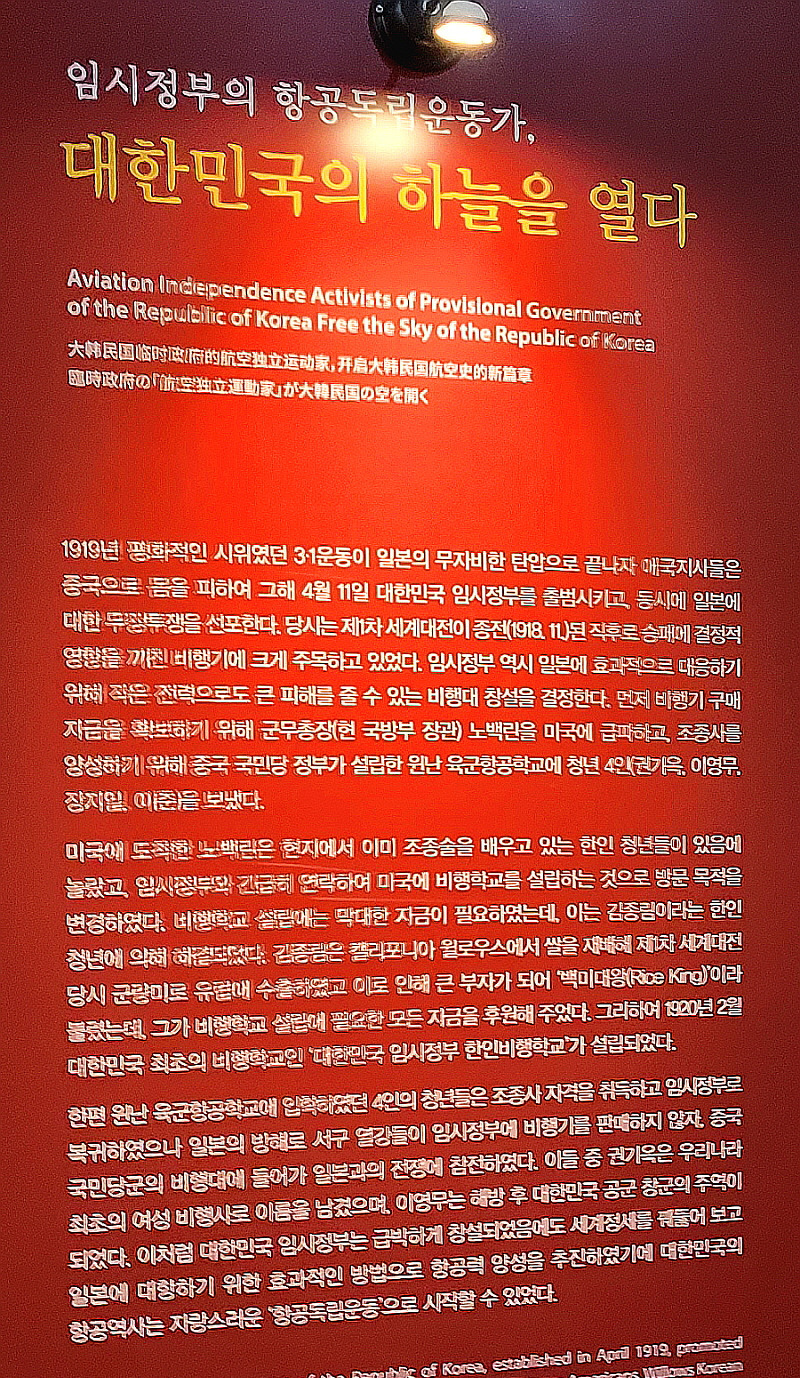 임시정부의 항공독립운동가,
대한민국의 하늘을 열다
Aviation Independence Activists of Provisional Government
of the Republic of Korea Free the Sky of the Republic of Korea
大韩民国临时政府的航空独立运动家，开启大韩民国航空史的新篇章
臨時政府の「航空独立運動家」が大韓民国の空を開く
1919년 평화적인 시위였던 3·1운동이 일본의 무자비한 탄압으로 끝나자 애국지사들은
중국으로 몸을 피하여 그해 4월 11일 대한민국 임시정부를 출범시키고, 동시에 일본에
대한 무장투쟁을 선포한다. 당시는 제1차 세계대전이 종전(1918. 11.)된 직후로 승패에 결정적
영향을 끼친 비행기에 크게 주목하고 있었다. 임시정부 역시 일본에 효과적으로 대응하기
위해 작은 전력으로도 큰 피해를 줄 수 있는 비행대 창설을 결정한다. 먼저 비행기 구매
자금을 확보하기 위해 군무총장(현 국방부 장관) 노백린을 미국에 급파하고, 조종사를
양성하기 위해 중국 국민당 정부가 설립한 윈난 육군항공학교에 청년 4인(권기옥, 이영무,
장지일, 이춘)을 보냈다.
미국에 도착한 노백린은 현지에서 이미 조종술을 배우고 있는 한인 청년들이 있음에
놀랐고, 임시정부와 긴급히 연락하여 미국에 비행학교를 설립하는 것으로 방문 목적을
변경하였다. 비행학교 설립에는 막대한 자금이 필요하였는데, 이는 김종림이라는 한인
청년에 의해 해결되었다. 김종림은 캘리포니아 윌로우스에서 쌀을 재배해 제1차 세계대전
당시 군량미로 유럽에 수출하였고 이로 인해 큰 부자가 되어 '백미대왕(Rice King)'이라
불렸는데, 그가 비행학교 설립에 필요한 모든 자금을 후원해 주었다. 그리하여 1920년 2월
대한민국 최초의 비행학교인 '대한민국 임시정부 한인비행학교'가 설립되었다.
한편 윈난 육군항공학교에 입학하였던 4인의 청년들은 조종사 자격을 취득하고 임시정부로
복귀하였으나 일본의 방해로 서구 열강들이 임시정부에 비행기를 판매하지 않자, 중국
국민당군의 비행대에 들어가 일본과의 전쟁에 참전하였다. 이들 중 권기옥은 우리나라
최초의 여성 비행사로 이름을 남겼으며, 이영무는 해방 후 대한민국 공군 창군의 주역이
되었다. 이처럼 대한민국 임시정부는 급박하게 창설되었음에도 세계정세를 꿰뚫어 보고
일본에 대항하기 위한 효과적인 방법으로 항공력 양성을 추진하였기에 대한민국의
항공역사는 자랑스러운 '항공독립운동'으로 시작할 수 있었다.
of the Republic of Korea, established in April 1919, promoted
Americans, Willows Korean